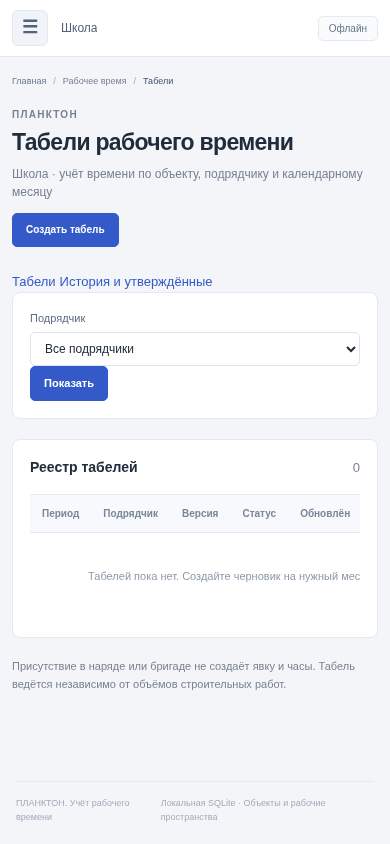 ☰ Школа Офлайн
Главная / Рабочее время / Табели
ПЛАНКТОН
Табели рабочего времени
Школа · учёт времени по объекту, подрядчику и календарному
месяцу
Создать табель
Табели История и утверждённые
Подрядчик
Все подрядчики
Показать
Реестр табелей 0
Период Подрядчик Версия Статус Обновлён
Табелей пока нет. Создайте черновик на нужный мес
Присутствие в наряде или бригаде не создаёт явку и часы. Табель
ведётся независимо от объёмов строительных работ.
ПЛАНКТОН. Учёт рабочего
времени
Локальная SQLite · Объекты и рабочие
пространства